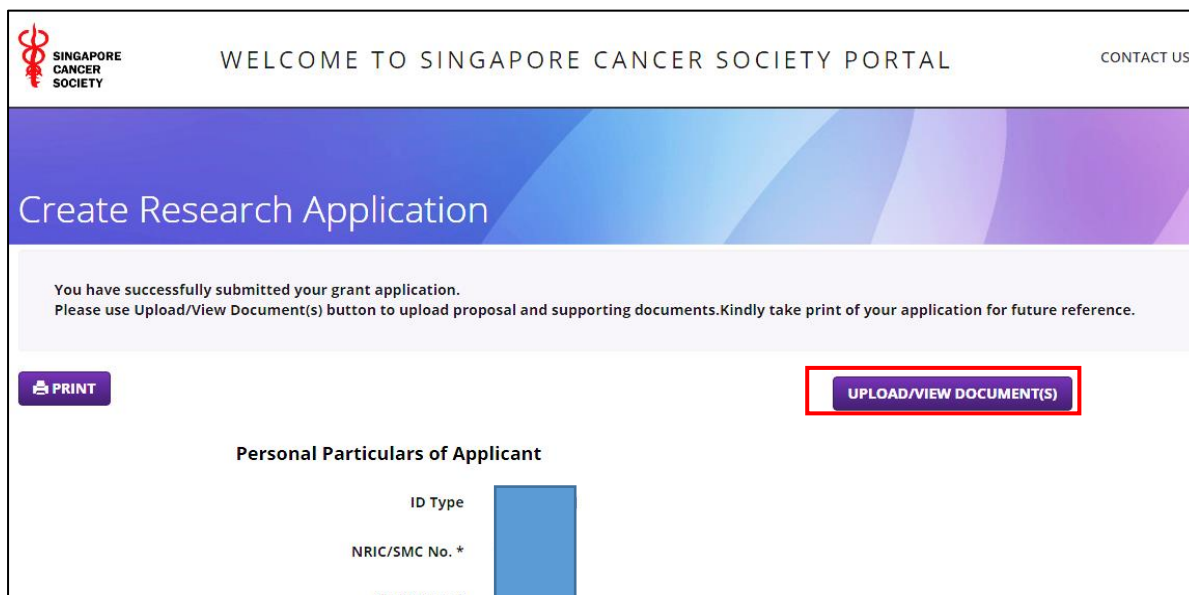 SINGAPORE
CANCER
SOCIETY
WELCOME TO SINGAPORE CANCER SOCIETY PORTAL
CONTACT US
Create Research Application
You have successfully submitted your grant application.
Please use Upload/View Document(s) button to upload proposal and supporting documents.Kindly take print of your application for future reference.
PRINT
UPLOAD/VIEW DOCUMENT(S)
Personal Particulars of Applicant
ID Type
NRIC/SMC No. *